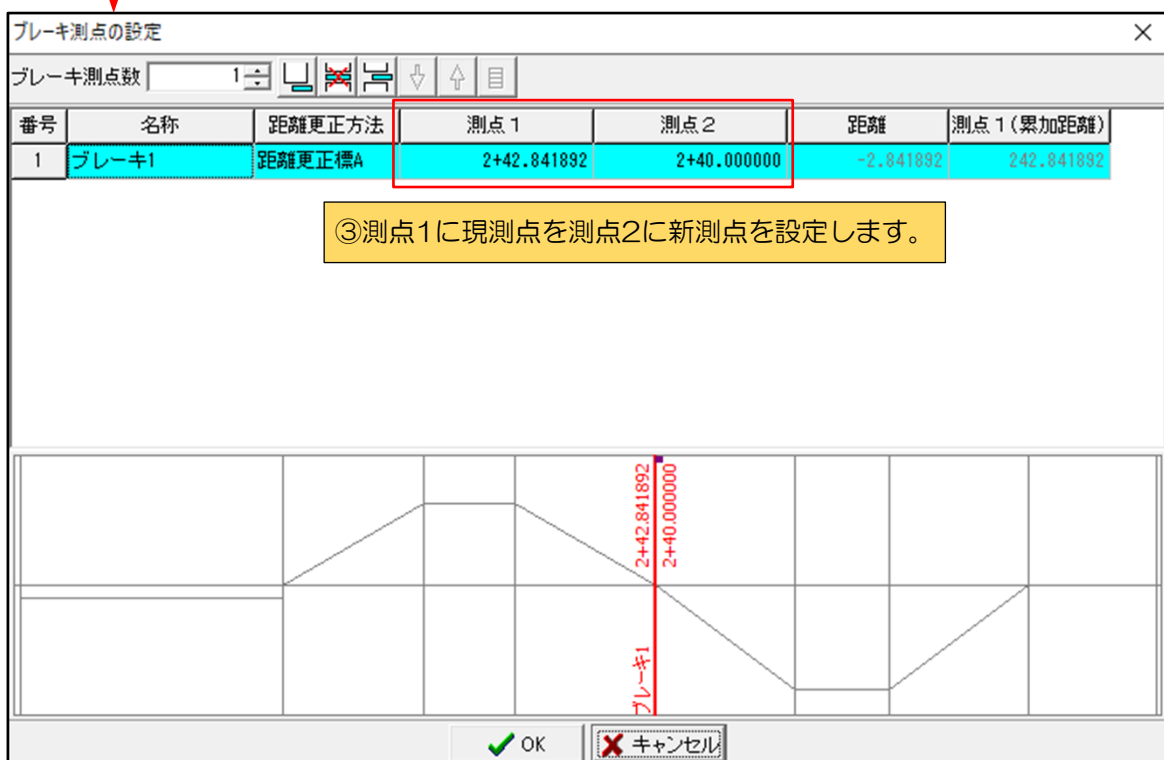 ブレーキ測点の設定
ブレーキ測点数 1
番号 名称 距離更正方法 測点1 測点2 距離 測点1(累加距離)
1 ブレーキ1 距離更正標A 2+42.841892 2+40.000000 -2.841892 242.841892
③測点1に現測点を測点2に新測点を設定します。
2+42.841892
2+40.000000
ブレーキ1
OK キャンセル